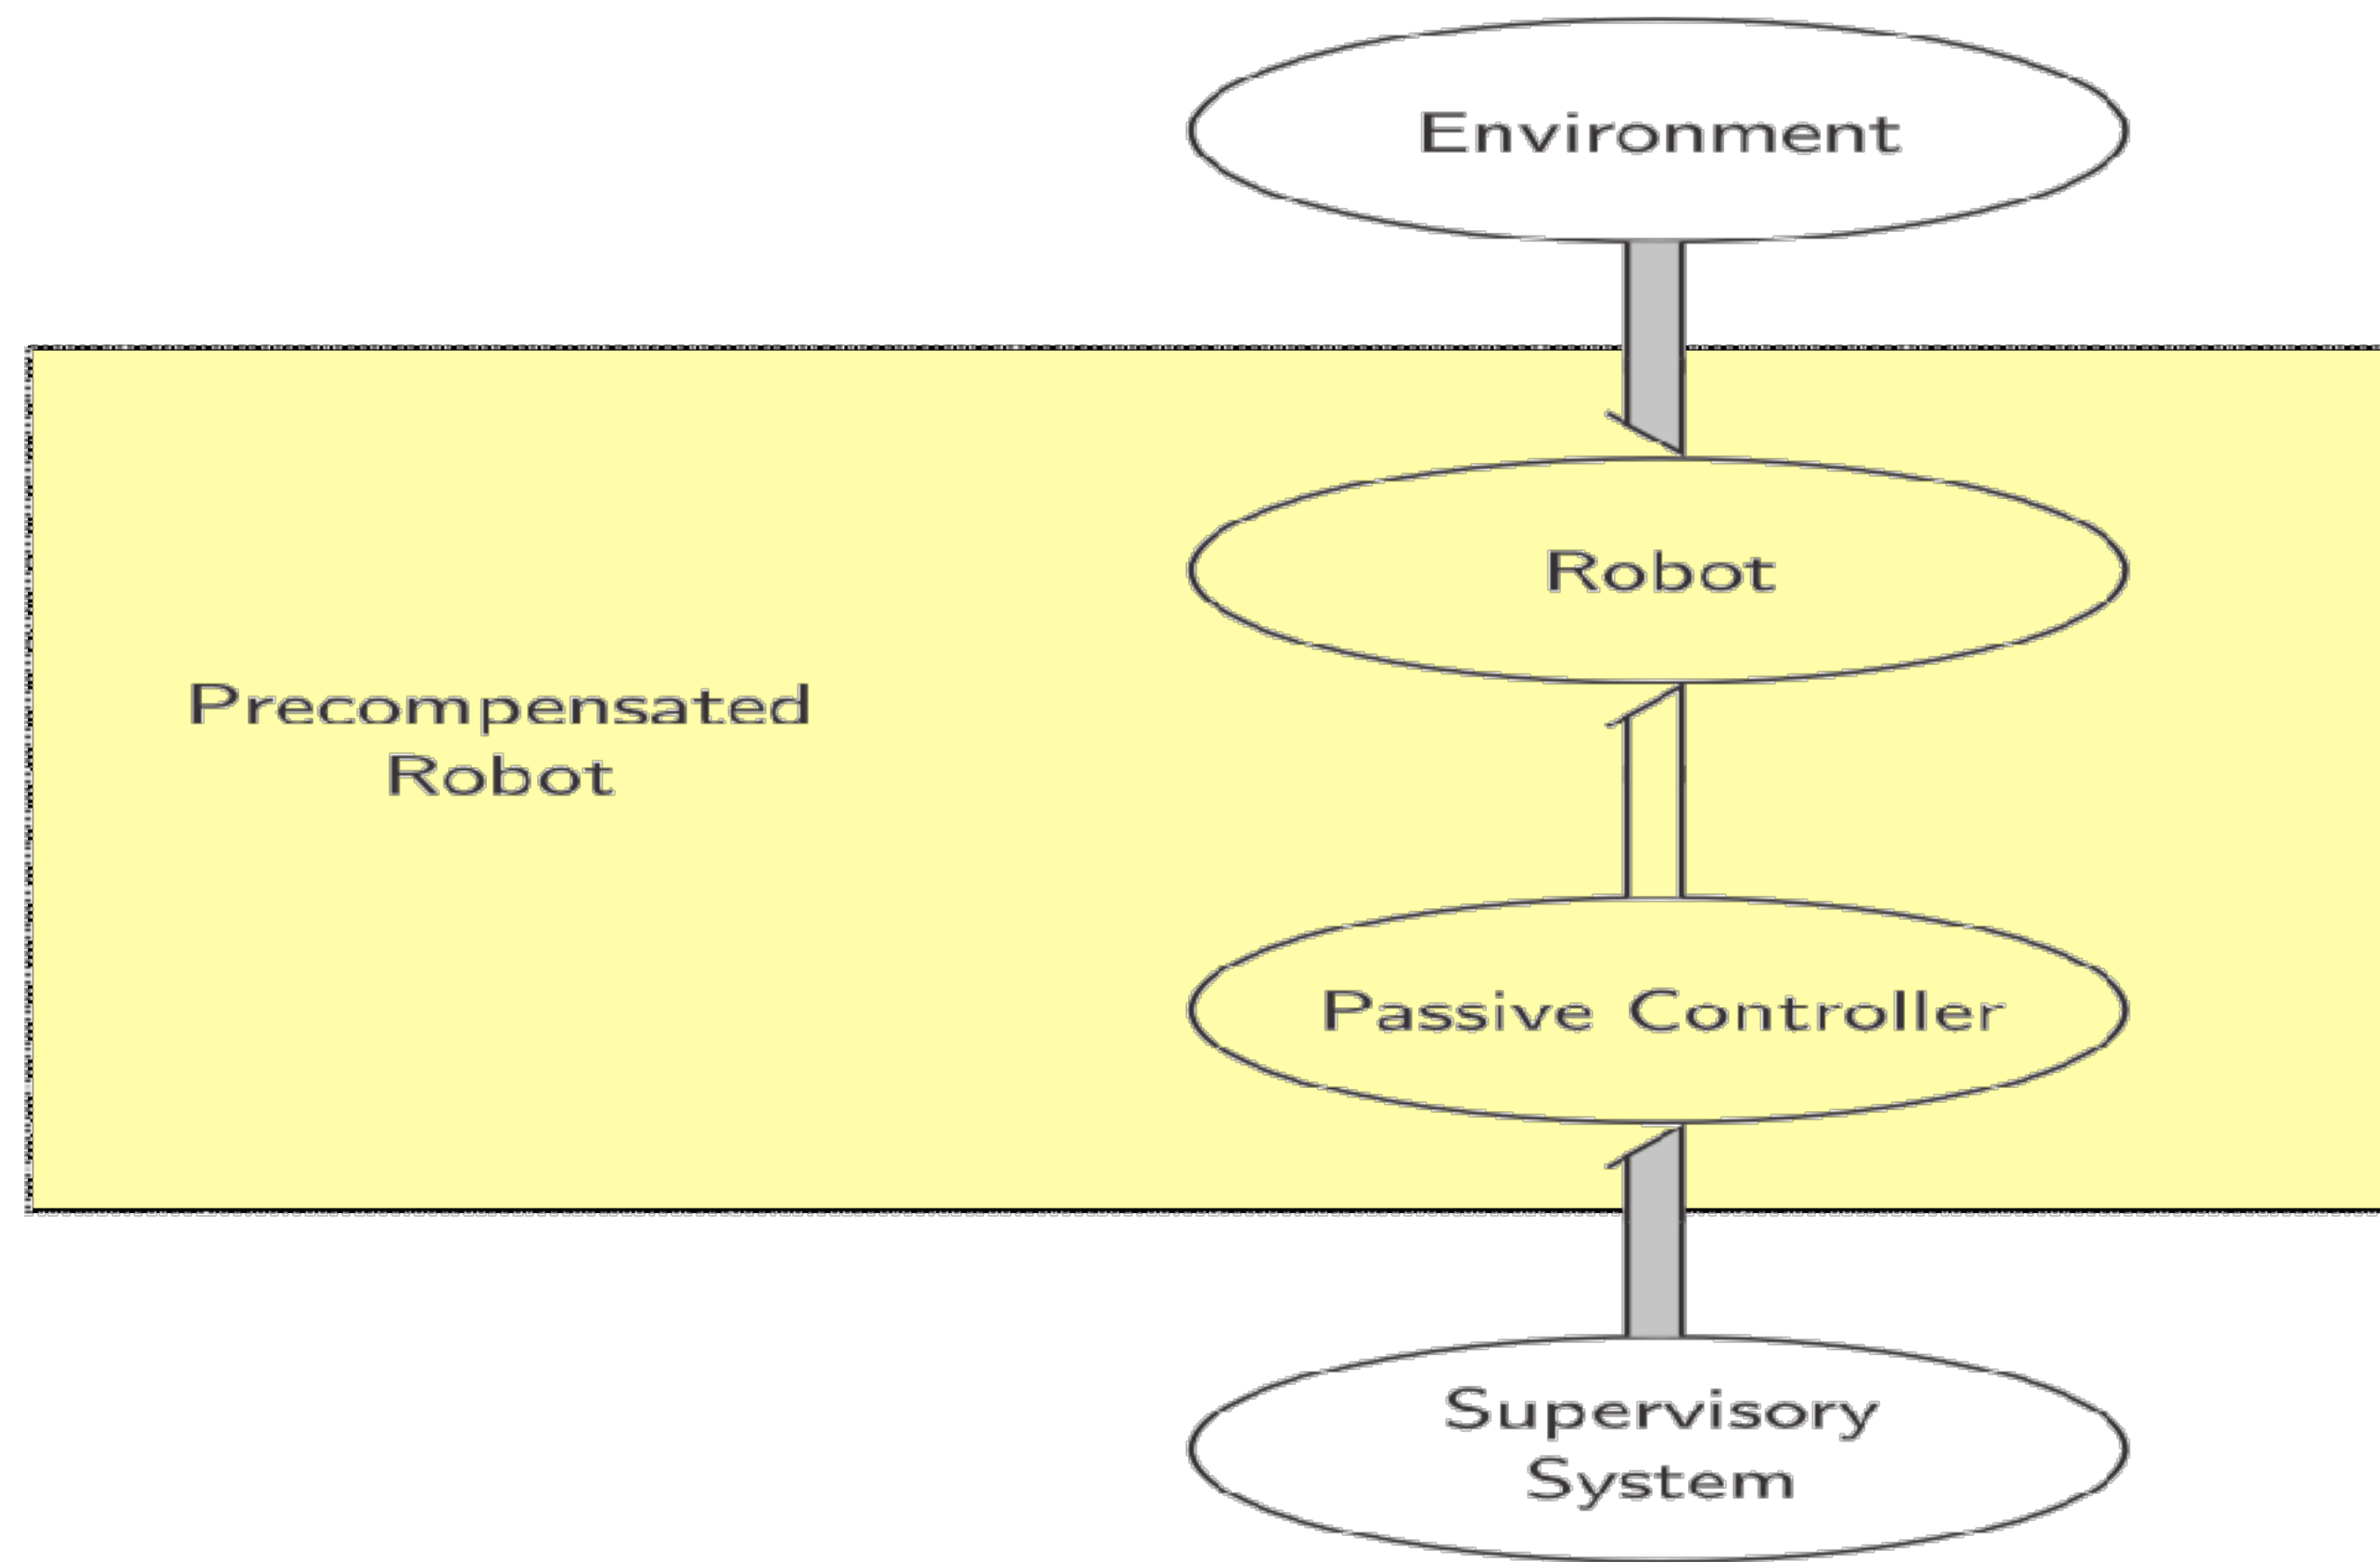 Environment
Robot
Precompensated
Robot
Passive Controller
Supervisory
System